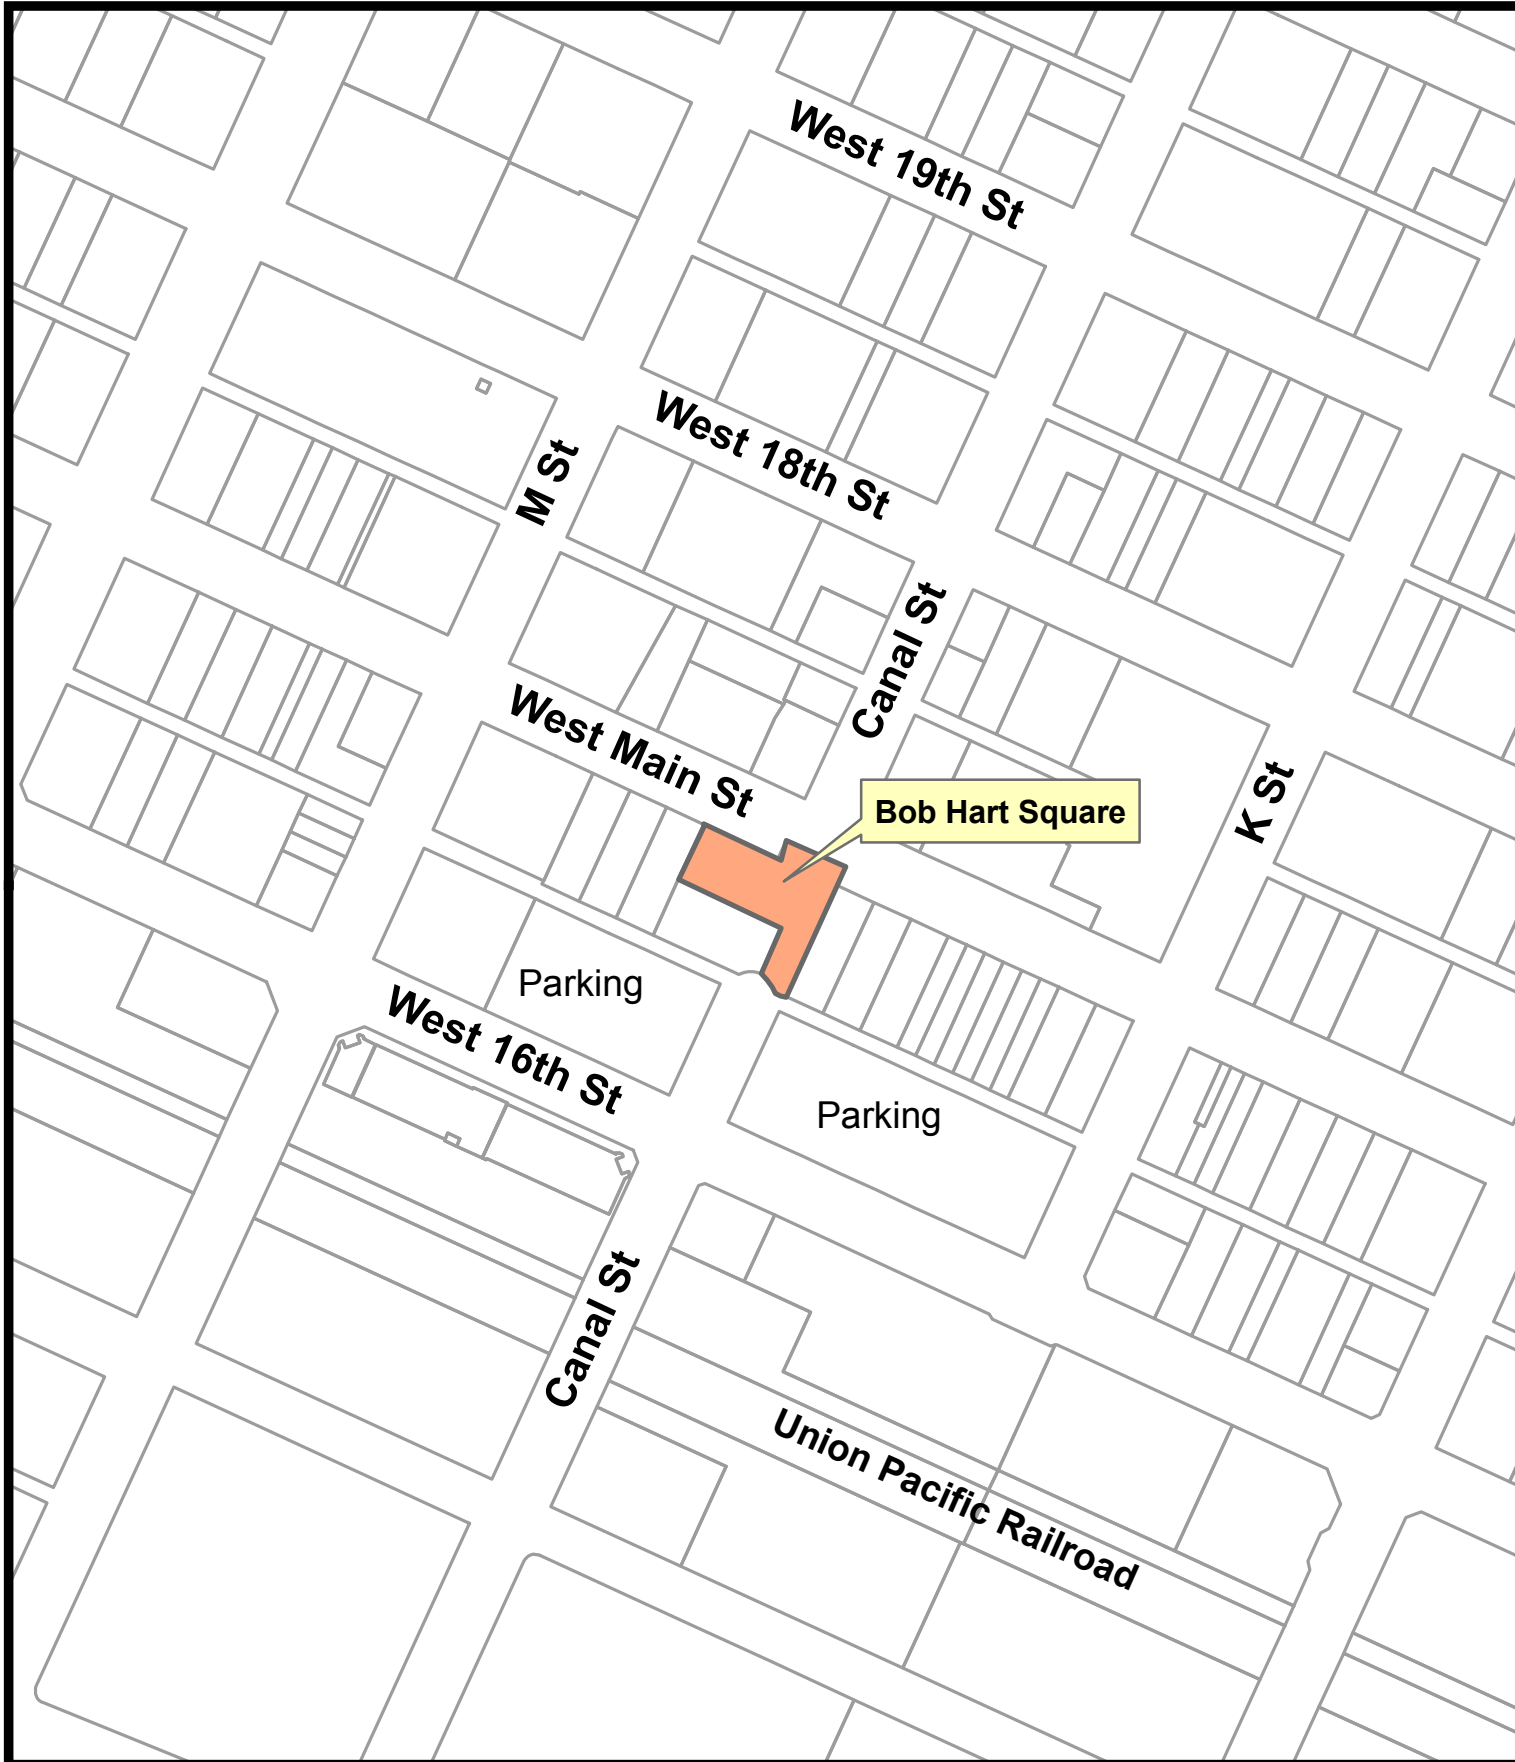 West 19th St
West 18th St
M St
Canal St
West Main St
K St
Bob Hart Square
Parking
West 16th St
Parking
Canal St
Union Pacific Railroad